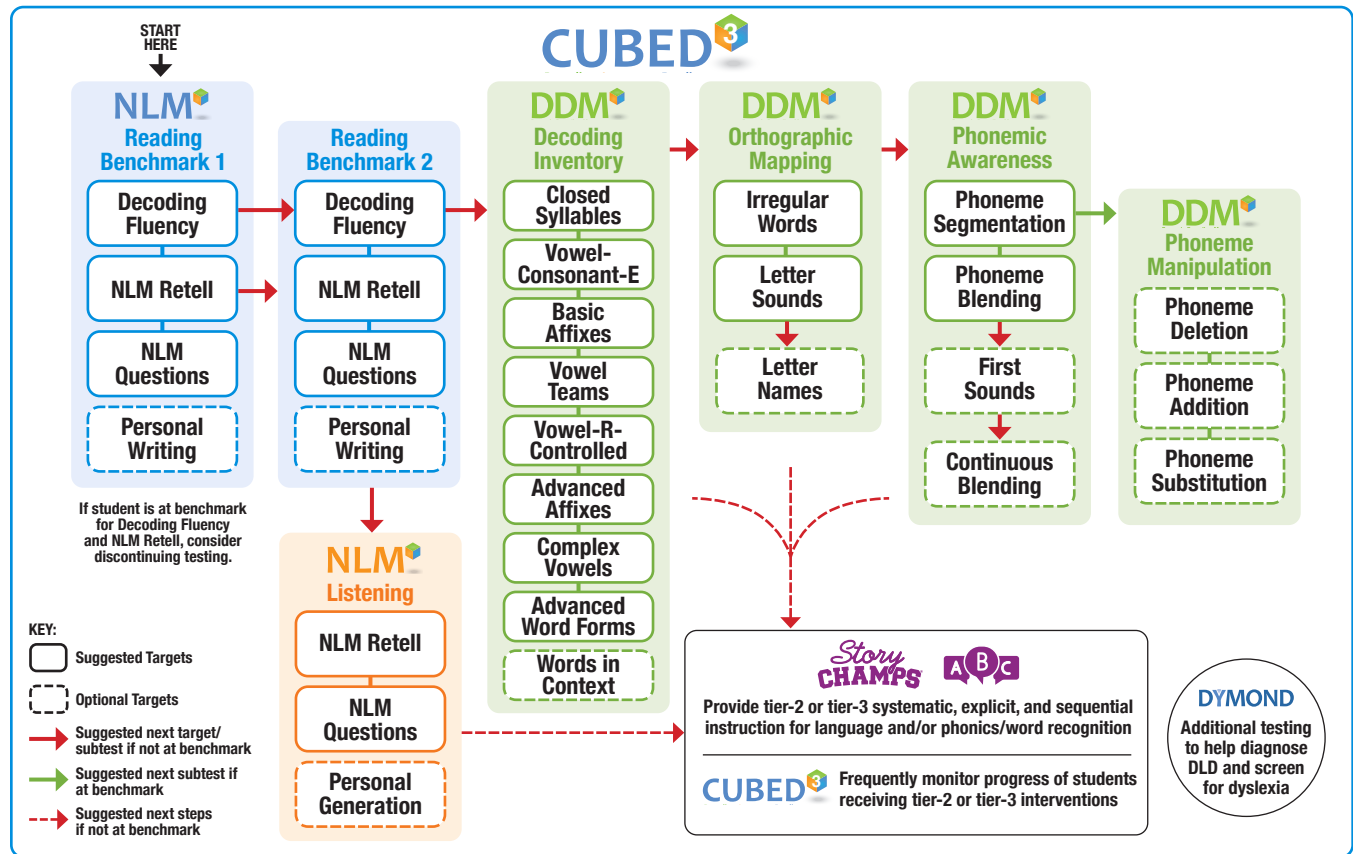 START
HERE
CUBED 3
NLM
Reading
Benchmark 1
Decoding
Fluency
NLM Retell
NLM
Questions
Personal
Writing
If student is at benchmark
for Decoding Fluency
and NLM Retell, consider
discontinuing testing.
Reading
Benchmark 2
Decoding
Fluency
NLM Retell
NLM
Questions
Personal
Writing
NLM
Listening
NLM Retell
NLM
Questions
Personal
Generation
DDM
Decoding
Inventory
Closed
Syllables
Vowel-
Consonant-E
Basic
Affixes
Vowel
Teams
Vowel-R-
Controlled
Advanced
Affixes
Complex
Vowels
Advanced
Word Forms
Words in
Context
DDM
Orthographic
Mapping
Irregular
Words
Letter
Sounds
Letter
Names
DDM
Phonemic
Awareness
Phoneme
Segmentation
Phoneme
Blending
First
Sounds
Continuous
Blending
DDM
Phoneme
Manipulation
Phoneme
Deletion
Phoneme
Addition
Phoneme
Substitution
KEY:
Suggested Targets
Optional Targets
Suggested next target/
subtest if not at benchmark
Suggested next subtest if
at benchmark
Suggested next steps
if not at benchmark
Story
CHAMPS®
A B C
Provide tier-2 or tier-3 systematic, explicit, and sequential
instruction for language and/or phonics/word recognition
CUBED 3
Frequently monitor progress of students
receiving tier-2 or tier-3 interventions
DYMOND
Additional testing
to help diagnose
DLD and screen
for dyslexia